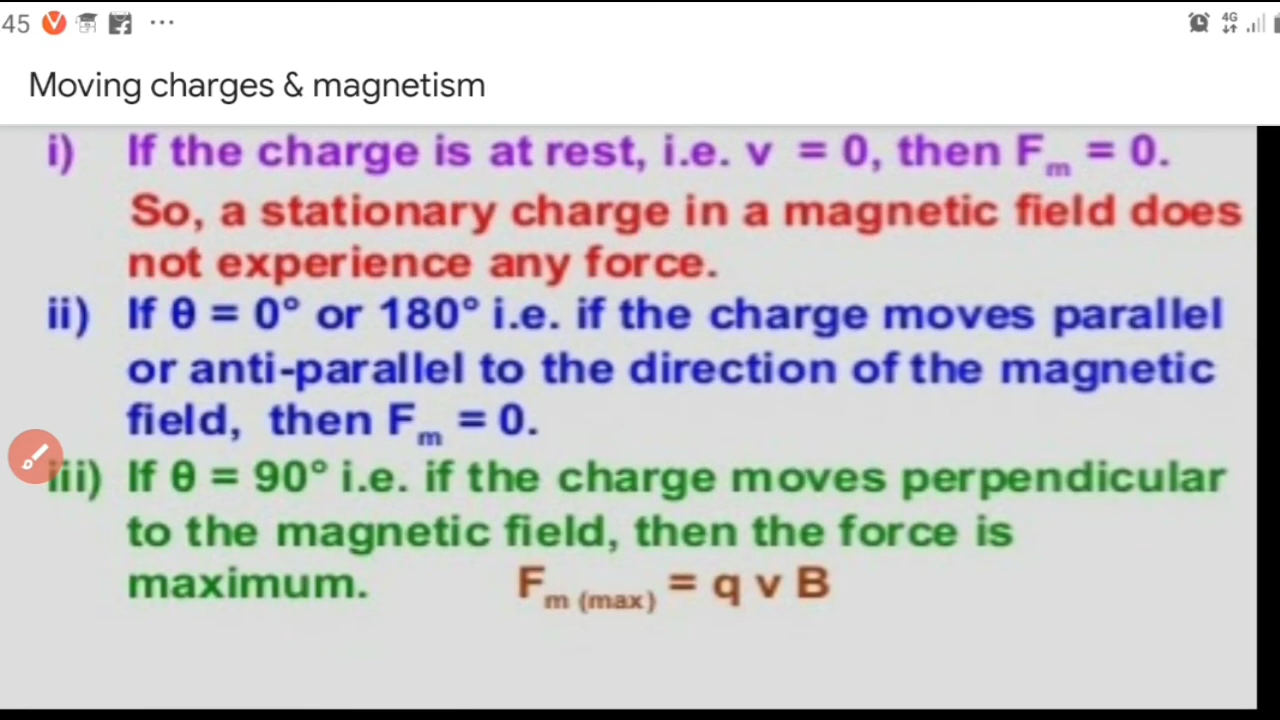 45 ...
4G
Moving charges & magnetism
i) If the charge is at rest, i.e. v = 0, then Fm = 0.
So, a stationary charge in a magnetic field does
not experience any force.
ii) If θ = 0° or 180° i.e. if the charge moves parallel
or anti-parallel to the direction of the magnetic
field, then Fm = 0.
iii) If θ = 90° i.e. if the charge moves perpendicular
to the magnetic field, then the force is
maximum. Fm (max) = q v B